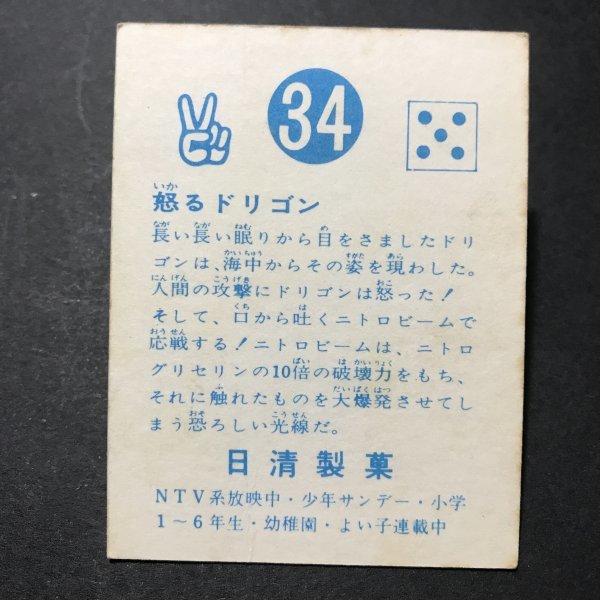 34
怒るドリゴン
長い長い眠りから目をさましたドリ
ゴンは、海中からその姿を現わした。
人間の攻撃にドリゴンは怒った!
そして、口から吐くニトロビームで
応戦する!ニトロビームは、ニトロ
グリセリンの10倍の破壊力をもち、
それに触れたものを大爆発させてし
まう恐ろしい光線だ。
日清製菓
NTV系放映中・少年サンデー・小学
1~6年生・幼稚園・よい子連載中